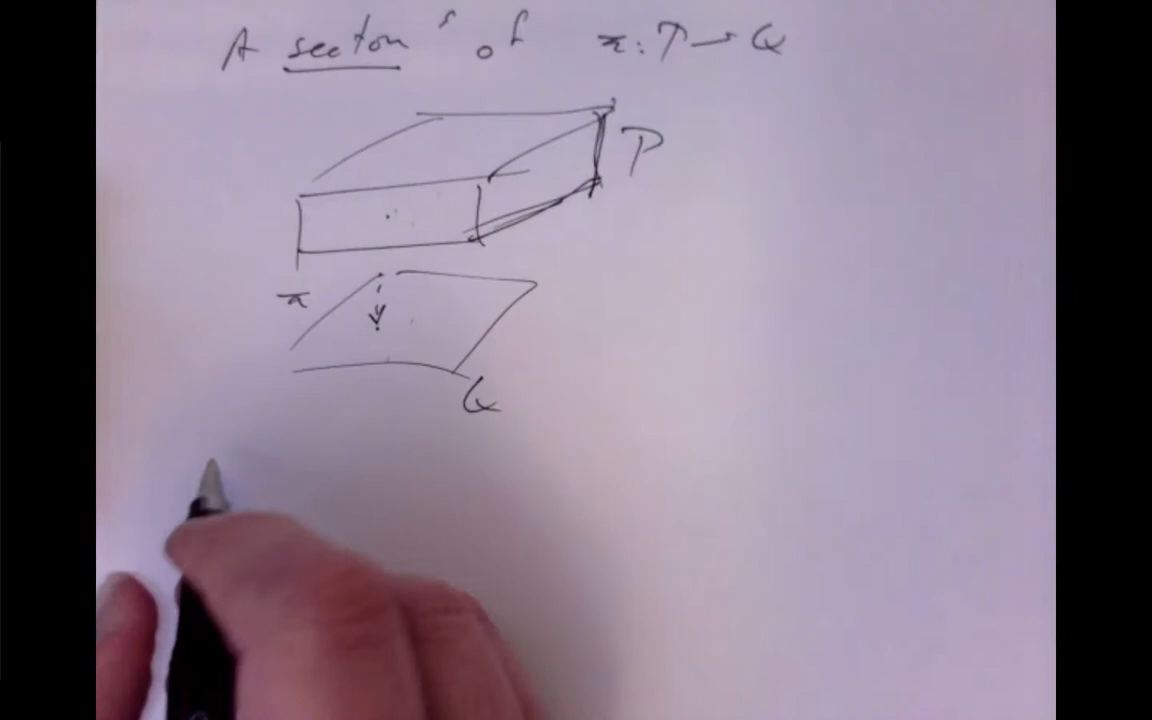 A section s of π: P → Q
P
π
Q